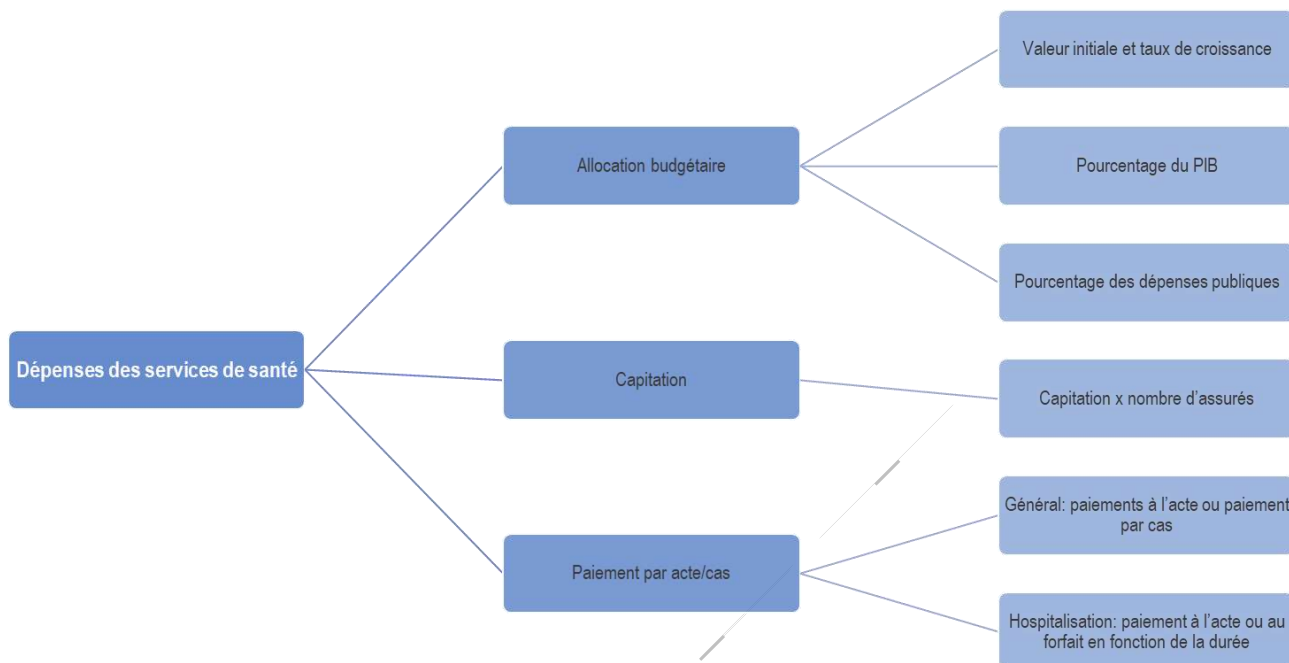 Valeur initiale et taux de croissance
Allocation budgétaire
Pourcentage du PIB
Pourcentage des dépenses publiques
Dépenses des services de santé
Capitation
Capitation x nombre d'assurés
Paiement par acte/cas
Général: paiements à l'acte ou paiement
par cas
Hospitalisation: paiement à l'acte ou au
forfait en fonction de la durée